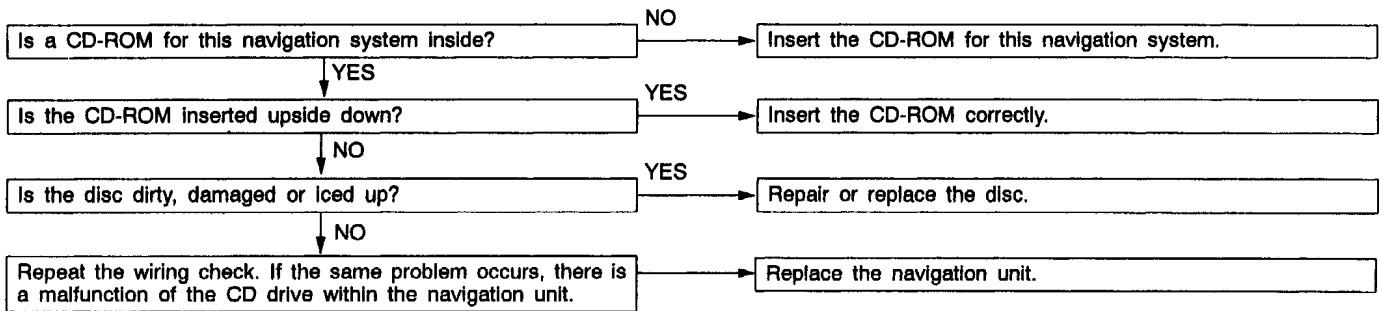 NO
Is a CD-ROM for this navigation system inside?
Insert the CD-ROM for this navigation system.
YES
YES
Is the CD-ROM inserted upside down?
Insert the CD-ROM correctly.
NO
YES
Is the disc dirty, damaged or iced up?
Repair or replace the disc.
NO
Repeat the wiring check. If the same problem occurs, there is
a malfunction of the CD drive within the navigation unit.
Replace the navigation unit.